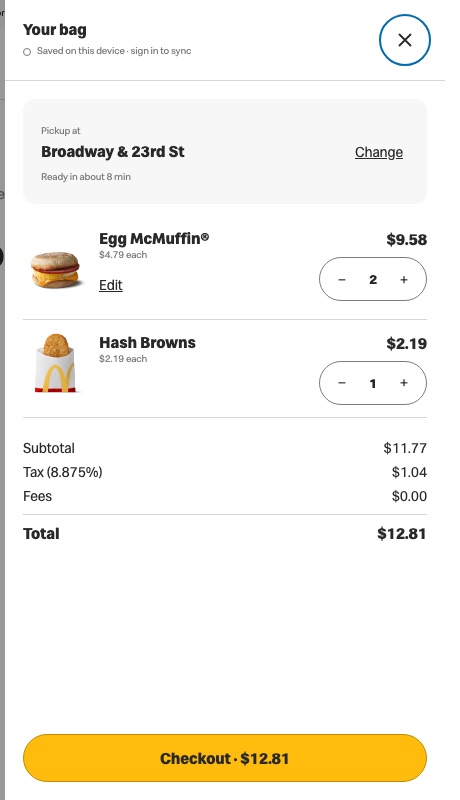 Your bag
Saved on this device · sign in to sync
Pickup at
Broadway & 23rd St
Change
Ready in about 8 min
Egg McMuffin®
$9.58
$4.79 each
Edit
− 2 +
Hash Browns
$2.19
$2.19 each
− 1 +
Subtotal $11.77
Tax (8.875%) $1.04
Fees $0.00
Total $12.81
Checkout · $12.81